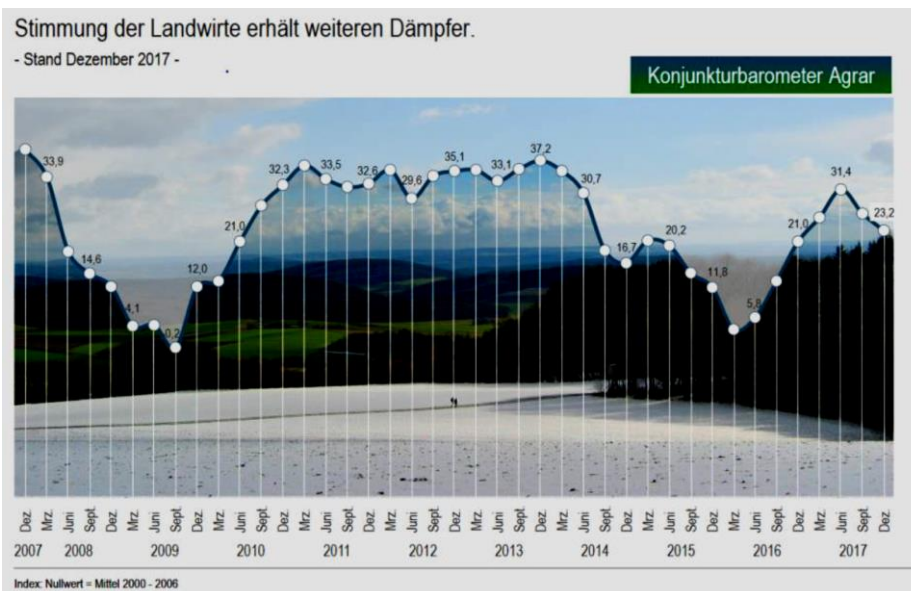 Stimmung der Landwirte erhält weiteren Dämpfer.
- Stand Dezember 2017 -
Konjunkturbarometer Agrar
33,9 14,6 4,1 0,2 12,0 21,0 32,3 33,5 32,6 29,6 35,1 33,1 37,2 30,7 16,7 20,2 11,8 5,8 21,0 31,4 23,2
Dez. Mrz. Juni Sept. Dez. Mrz. Juni Sept. Dez. Mrz. Juni Sept. Dez. Mrz. Juni Sept. Dez. Mrz. Juni Sept. Dez. Mrz. Juni Sept. Dez. Mrz. Juni Sept. Dez. Mrz. Juni Sept. Dez. Mrz. Juni Sept. Dez. Mrz. Juni Sept. Dez.
2007 2008 2009 2010 2011 2012 2013 2014 2015 2016 2017
Index: Nullwert = Mittel 2000 - 2006